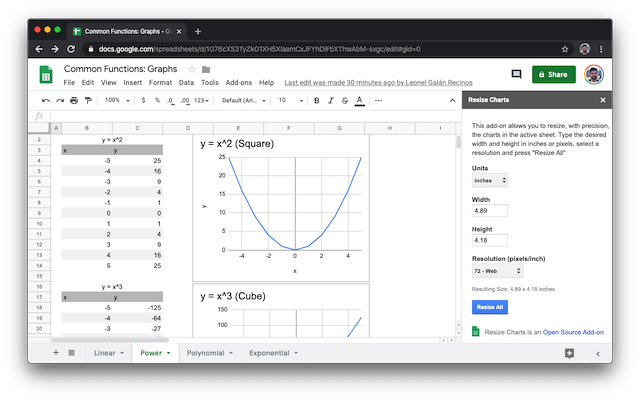 Common Functions: Graphs - G
docs.google.com/spreadsheets/d/1G76cXS3TyZkG1XH5XlaamCxJFYhDiFbXThwAbM-sxgc/edit#gid=0
Common Functions: Graphs
File Edit View Insert Format Data Tools Add-ons Help Last edit was made 30 minutes ago by Leonel Galán Recinos
Share
100% $ % .0 .00 123 Default (Ari... 10 B I S A
fx
Resize Charts
This add-on allows you to resize, with precision,
the charts in the active sheet. Type the desired
width and height in inches or pixels, select a
resolution and press "Resize All"
Units
inches
Width
4.89
Height
4.18
Resolution (pixels/inch)
72 - Web
Resulting Size: 4.89 x 4.18 inches
Resize All
Resize Charts is an Open Source Add-on
A B C D E F G H I
2 y = x^2
3 x y
4 -5 25
5 -4 16
6 -3 9
7 -2 4
8 -1 1
9 0 0
10 1 1
11 2 4
12 3 9
13 4 16
14 5 25
15
16 y = x^3
17 x y
18 -5 -125
19 -4 -64
20 -3 -27
y = x^2 (Square)
25
20
15
10
5
0
-4 -2 0 2 4
y
x
y = x^3 (Cube)
150
100
Linear Power Polynomial Exponential